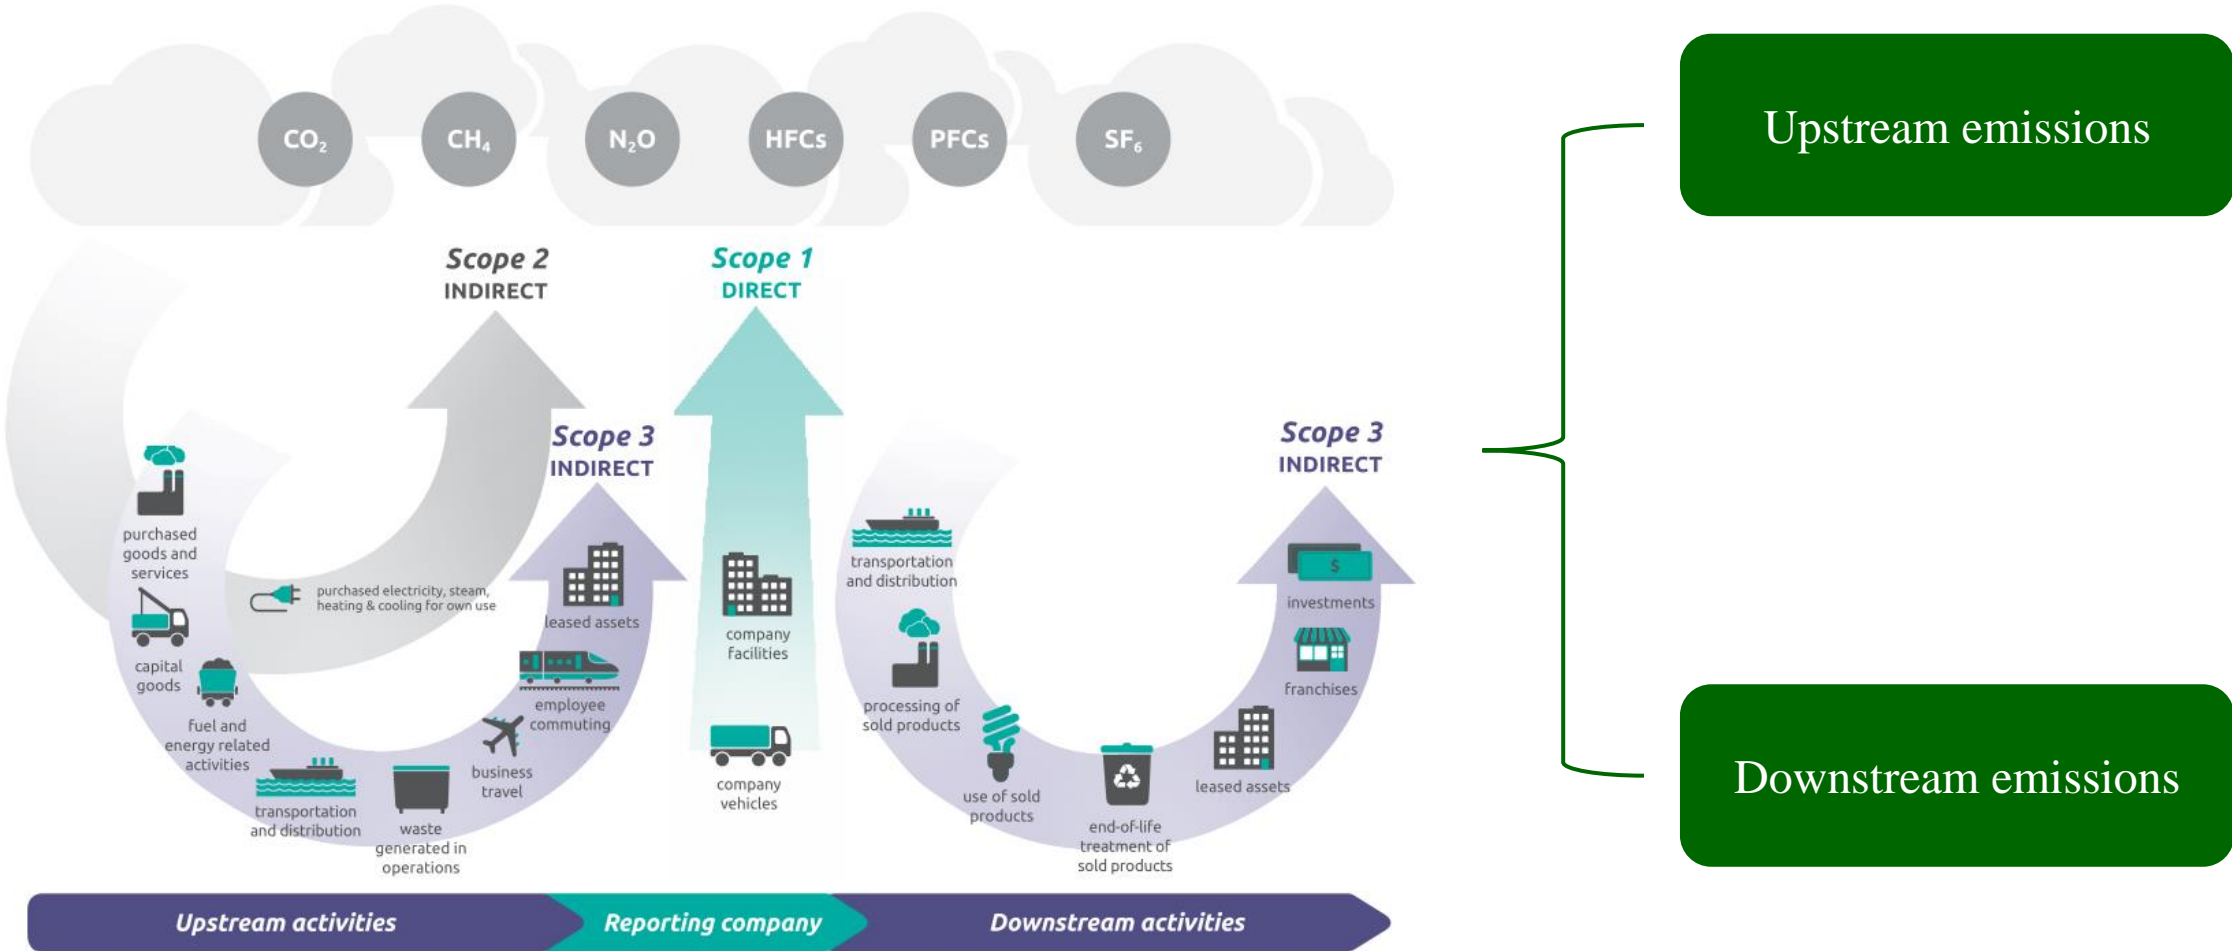 CO₂
CH₄
N₂O
HFCs
PFCs
SF₆
Scope 2
INDIRECT
Scope 1
DIRECT
Scope 3
INDIRECT
Scope 3
INDIRECT
purchased
goods and
services
capital
goods
fuel and
energy related
activities
transportation
and distribution
waste
generated in
operations
business
travel
employee
commuting
leased assets
purchased electricity, steam,
heating & cooling for own use
company
facilities
company
vehicles
transportation
and distribution
processing of
sold products
use of sold
products
end-of-life
treatment of
sold products
leased assets
franchises
$
investments
Upstream activities
Reporting company
Downstream activities
Upstream emissions
Downstream emissions